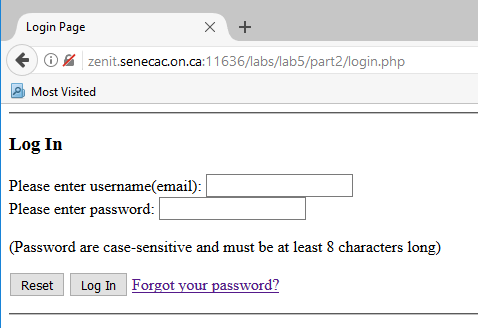 Login Page
zenit.senecac.on.ca:11636/labs/lab5/part2/login.php
Most Visited
Log In
Please enter username(email):
Please enter password:
(Password are case-sensitive and must be at least 8 characters long)
Reset Log In Forgot your password?